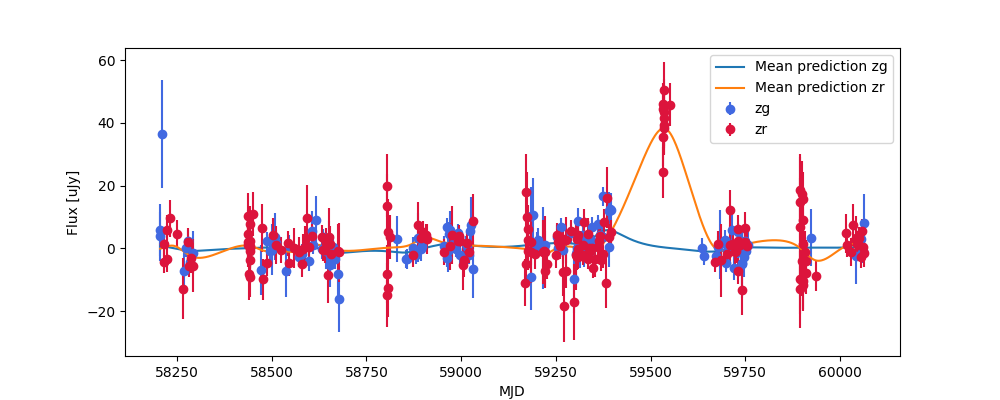 60
40
20
0
−20
Flux [uJy]
58250 58500 58750 59000 59250 59500 59750 60000
MJD
Mean prediction zg
Mean prediction zr
zg
zr